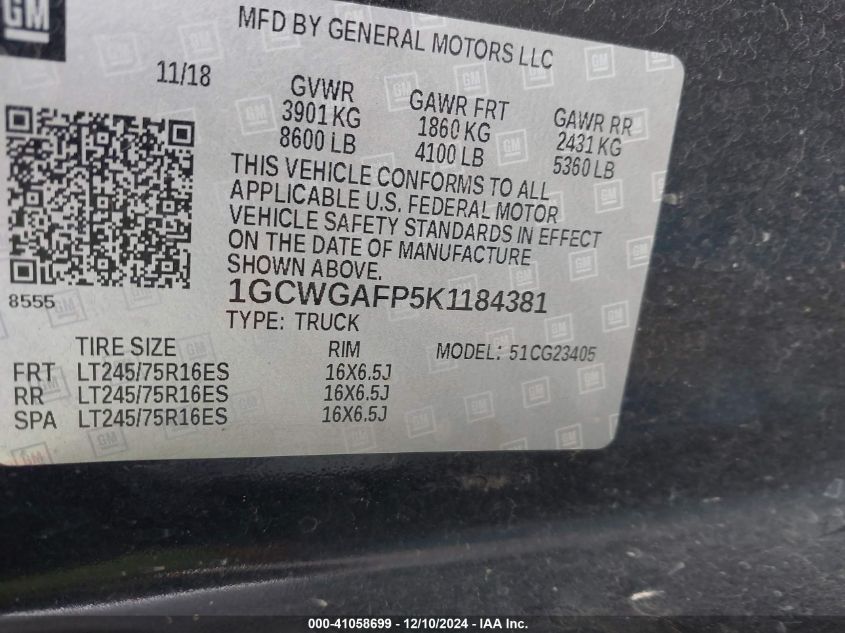 GM
MFD BY GENERAL MOTORS LLC
11/18
GVWR
3901 KG
8600 LB
GAWR FRT
1860 KG
4100 LB
GAWR RR
2431 KG
5360 LB
THIS VEHICLE CONFORMS TO ALL
APPLICABLE U.S. FEDERAL MOTOR
VEHICLE SAFETY STANDARDS IN EFFECT
ON THE DATE OF MANUFACTURE
SHOWN ABOVE.
8555
1GCWGAFP5K1184381
TYPE: TRUCK
TIRE SIZE RIM MODEL: 51CG23405
FRT LT245/75R16ES 16X6.5J
RR LT245/75R16ES 16X6.5J
SPA LT245/75R16ES 16X6.5J
000-41058699 - 12/10/2024 - IAA Inc.